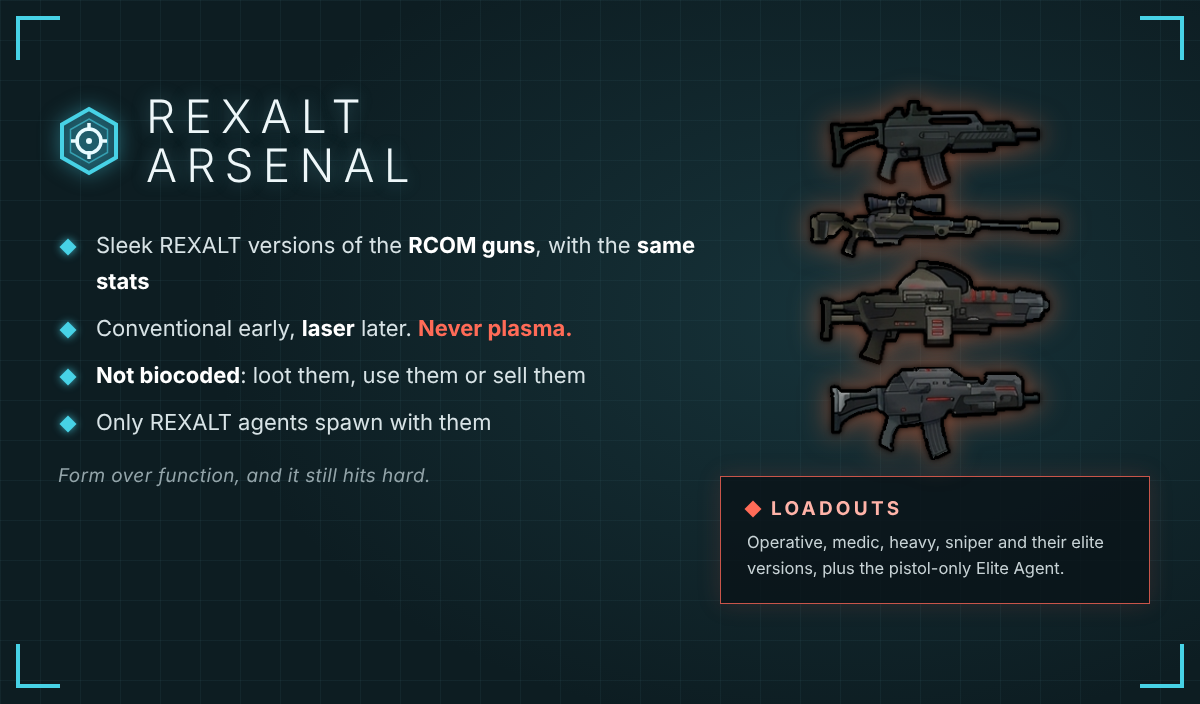 REXALT
ARSENAL
Sleek REXALT versions of the RCOM guns, with the same
stats
Conventional early, laser later. Never plasma.
Not biocoded: loot them, use them or sell them
Only REXALT agents spawn with them
Form over function, and it still hits hard.
LOADOUTS
Operative, medic, heavy, sniper and their elite
versions, plus the pistol-only Elite Agent.